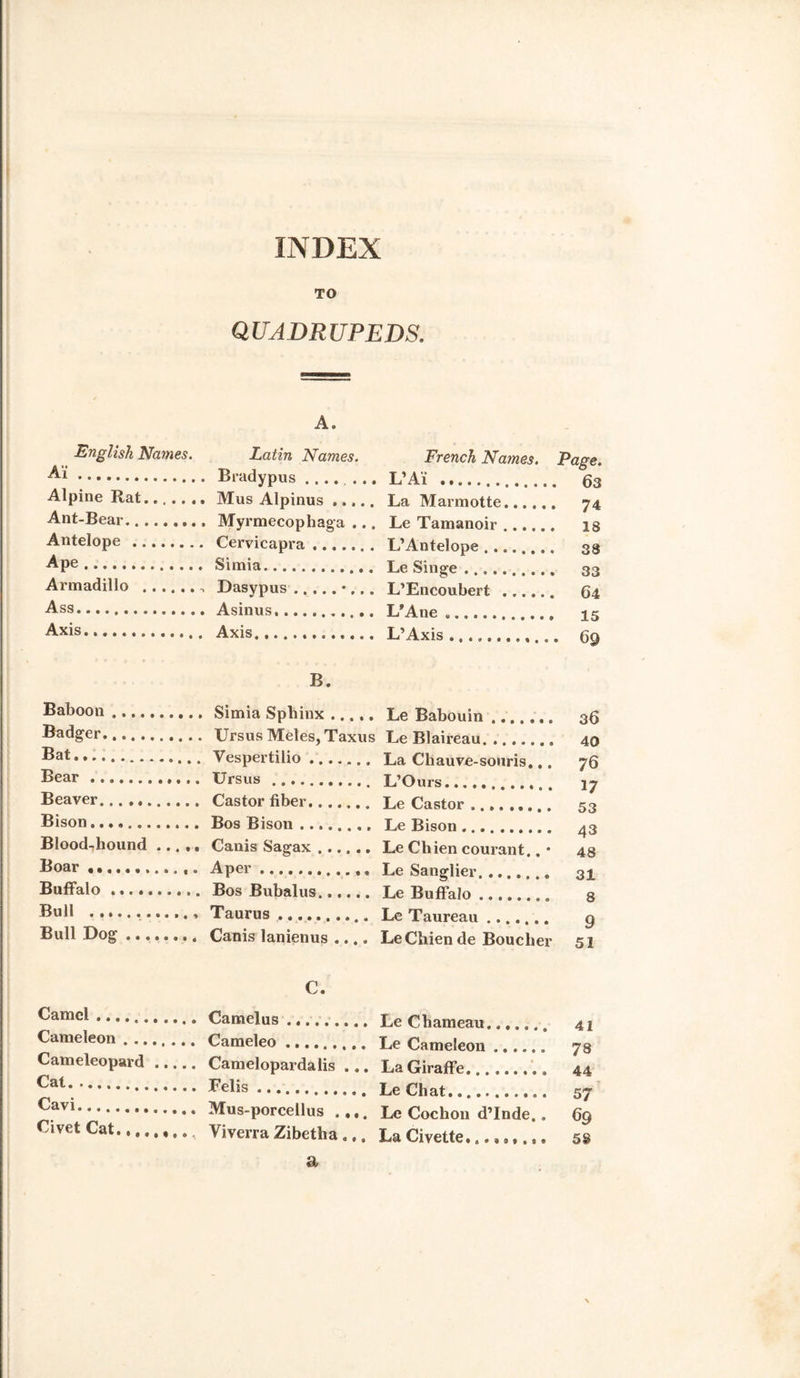 INDEX
TO
QUADRUPEDS.
A.
English Names. Latin Names. French Names. Page.
Aï .............. Bradypus ........ L'Aï ............. 63
Alpine Rat....... Mus Alpinus ..... La Marmotte...... 74
Ant-Bear......... Myrmecophaga ... Le Tamanoir ...... 18
Antelope ........ Cervicapra ....... L'Antelope ........ 38
Ape ............. Simia............ Le Singe .......... 33
Armadillo ....... Dasypus ......... L'Encoubert ...... 64
Ass.............. Asinus........... L'Ane ............ 15
Axis............. Axis............. L'Axis ............ 69
B.
Baboon .......... Simia Sphinx ..... Le Babouin ....... 36
Badger........... Ursus Meles, Taxus Le Blaireau........ 40
Bat.............. Vespertilio ....... La Chauve-souris... 76
Bear ............ Ursus ........... L'Ours............ 17
Beaver........... Castor fiber....... Le Castor ......... 53
Bison............ Bos Bison ........ Le Bison .......... 43
Blood-hound ..... Canis Sagax ...... Le Chien courant... 48
Boar ............ Aper ............ Le Sanglier........ 31
Buffalo .......... Bos Bubalus...... Le Buffalo ........ 8
Bull ............ Taurus .......... Le Taureau ....... 9
Bull Dog ........ Canis lanienus .... Le Chien de Boucher 51
C.
Camel ........... Camelus ......... Le Chameau....... 41
Cameleon ........ Cameleo ......... Le Cameleon ...... 78
Cameleopard ..... Camelopardalis ... La Giraffe......... 44
Cat.............. Felis ............ Le Chat........... 57
Cavi............. Mus-porcellus .... Le Cochon d'Inde.. 69
Civet Cat......... Viverra Zibetha ... La Civette......... 58
a